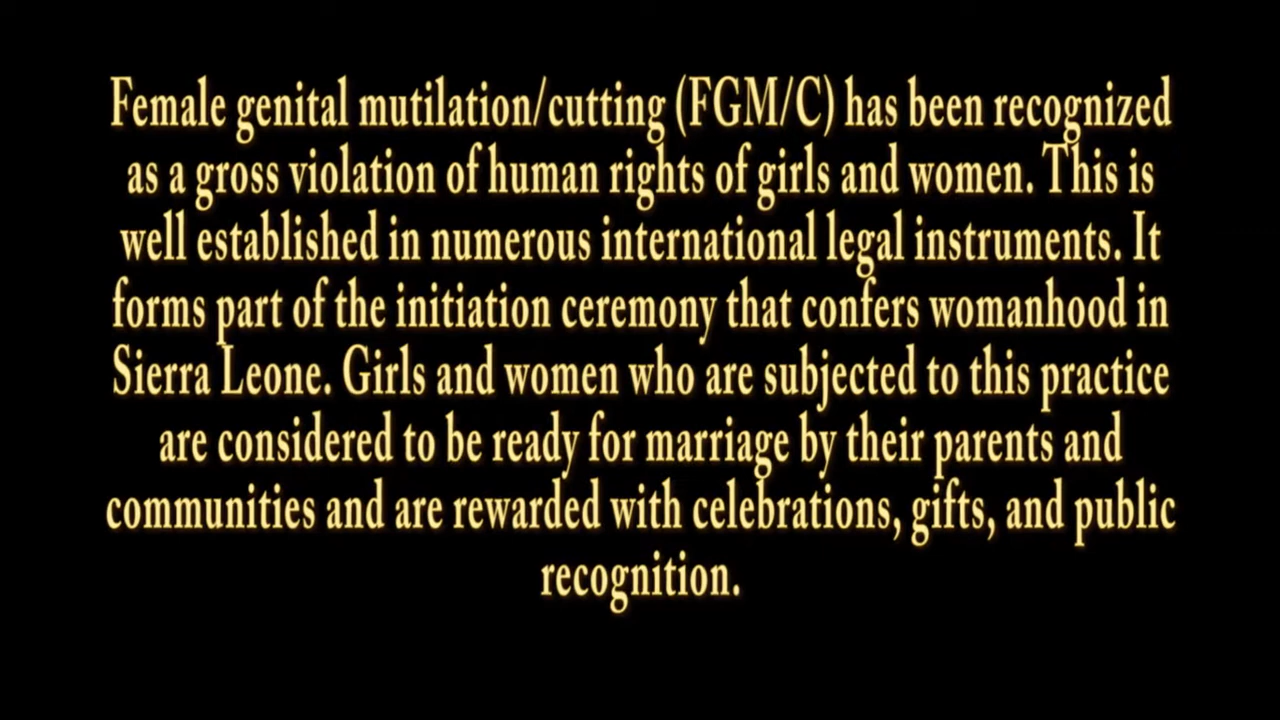 Female genital mutilation/cutting (FGM/C) has been recognized
as a gross violation of human rights of girls and women. This is
well established in numerous international legal instruments. It
forms part of the initiation ceremony that confers womanhood in
Sierra Leone. Girls and women who are subjected to this practice
are considered to be ready for marriage by their parents and
communities and are rewarded with celebrations, gifts, and public
recognition.